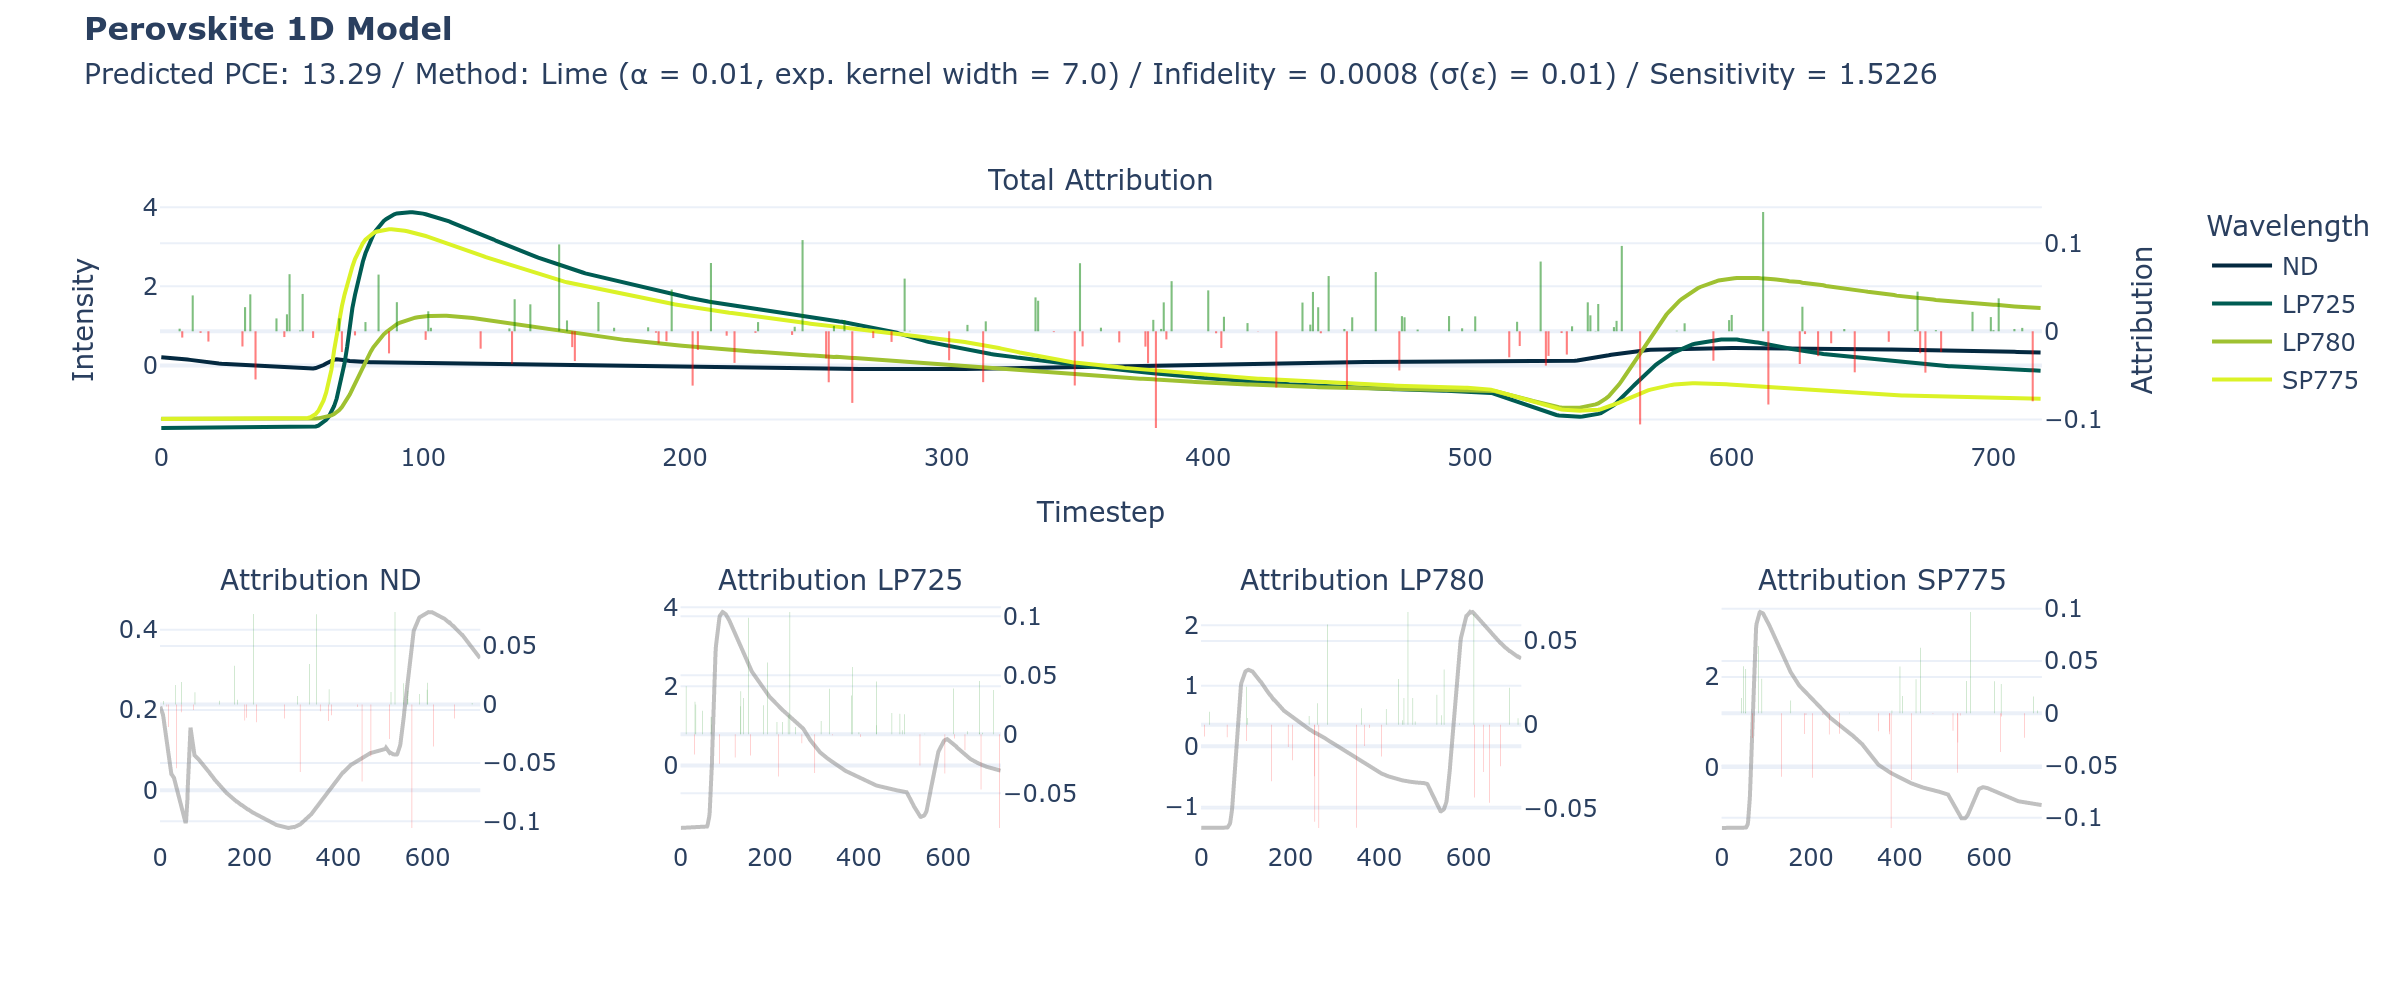 Perovskite 1D Model
Predicted PCE: 13.29 / Method: Lime (α = 0.01, exp. kernel width = 7.0) / Infidelity = 0.0008 (σ(ε) = 0.01) / Sensitivity = 1.5226
Total Attribution
Intensity
4
2
0
0.1
0
−0.1
Attribution
0 100 200 300 400 500 600 700
Timestep
Wavelength
ND
LP725
LP780
SP775
Attribution ND
0.4
0.2
0
0.05
0
−0.05
−0.1
0 200 400 600
Attribution LP725
4
2
0
0.1
0.05
0
−0.05
0 200 400 600
Attribution LP780
2
1
0
−1
0.05
0
−0.05
0 200 400 600
Attribution SP775
2
0
0.1
0.05
0
−0.05
−0.1
0 200 400 600